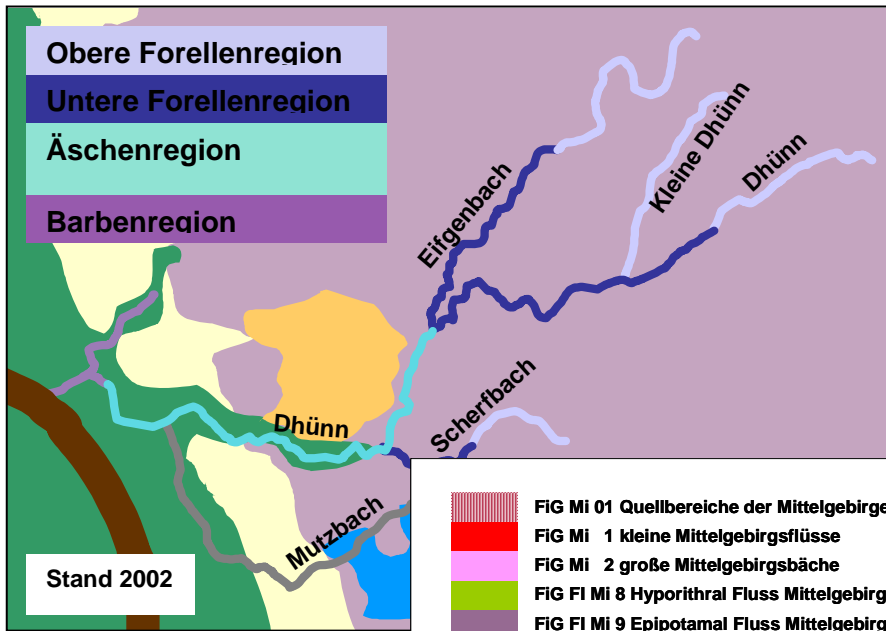 Obere Forellenregion
Untere Forellenregion
Äschenregion
Barbenregion
Eifgenbach
Kleine Dhünn
Dhünn
Dhünn
Scherfbach
Mutzbach
Stand 2002
FiG Mi 01 Quellbereiche der Mittelgebirge
FiG Mi 1 kleine Mittelgebirgsflüsse
FiG Mi 2 große Mittelgebirgsbäche
FiG Fl Mi 8 Hyporithral Fluss Mittelgebirg
FiG Fl Mi 9 Epipotamal Fluss Mittelgebirg